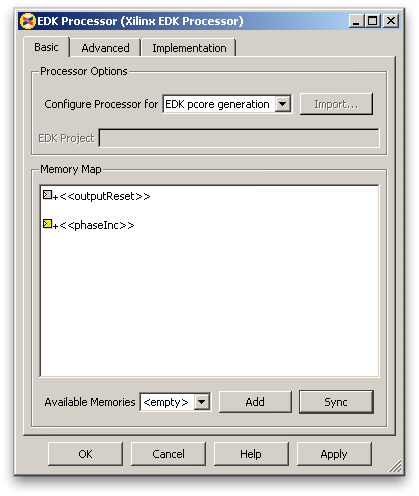 EDK Processor (Xilinx EDK Processor)
Basic Advanced Implementation
Processor Options
Configure Processor for EDK pcore generation Import...
EDK Project
Memory Map
+<<outputReset>>
+<<phaseInc>>
Available Memories <empty> Add Sync
OK Cancel Help Apply